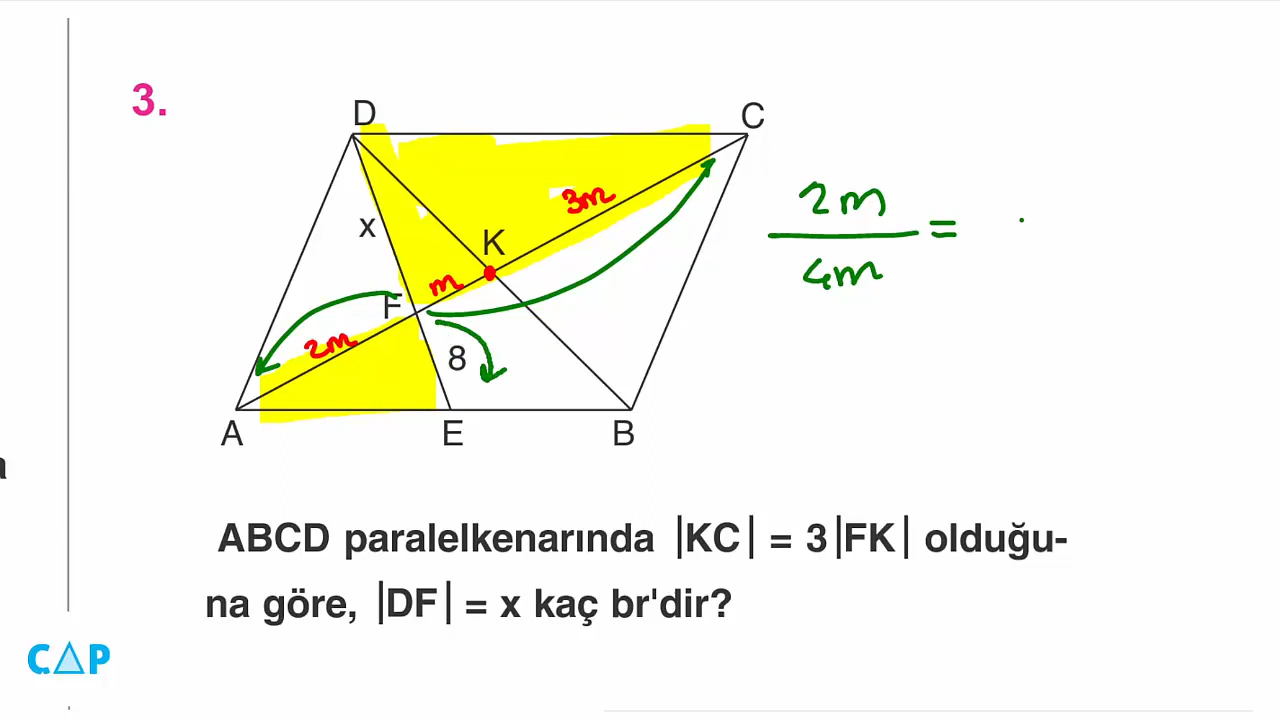 3.
D
C
x
K
3m
2m
=
4m
m
F
2m
8
A
E
B
a
ABCD paralelkenarında |KC| = 3|FK| olduğu-
na göre, |DF| = x kaç br'dir?
CAP